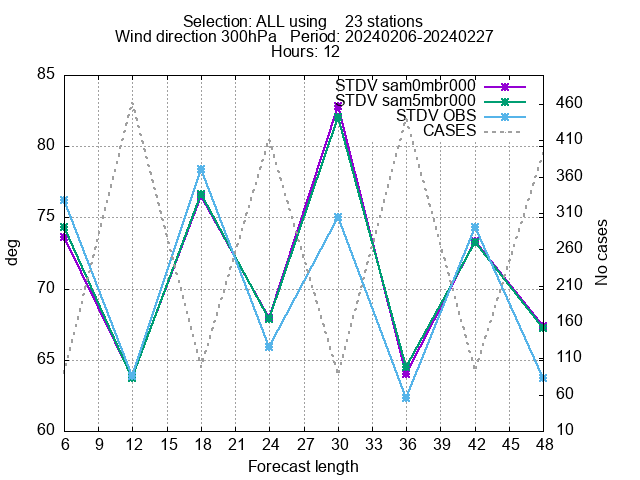 Selection: ALL using 23 stations
Wind direction 300hPa Period: 20240206-20240227
Hours: 12
STDV sam0mbr000
STDV sam5mbr000
STDV OBS
CASES
85
80
75
70
65
60
deg
460
410
360
310
260
210
160
110
60
10
No cases
6 9 12 15 18 21 24 27 30 33 36 39 42 45 48
Forecast length